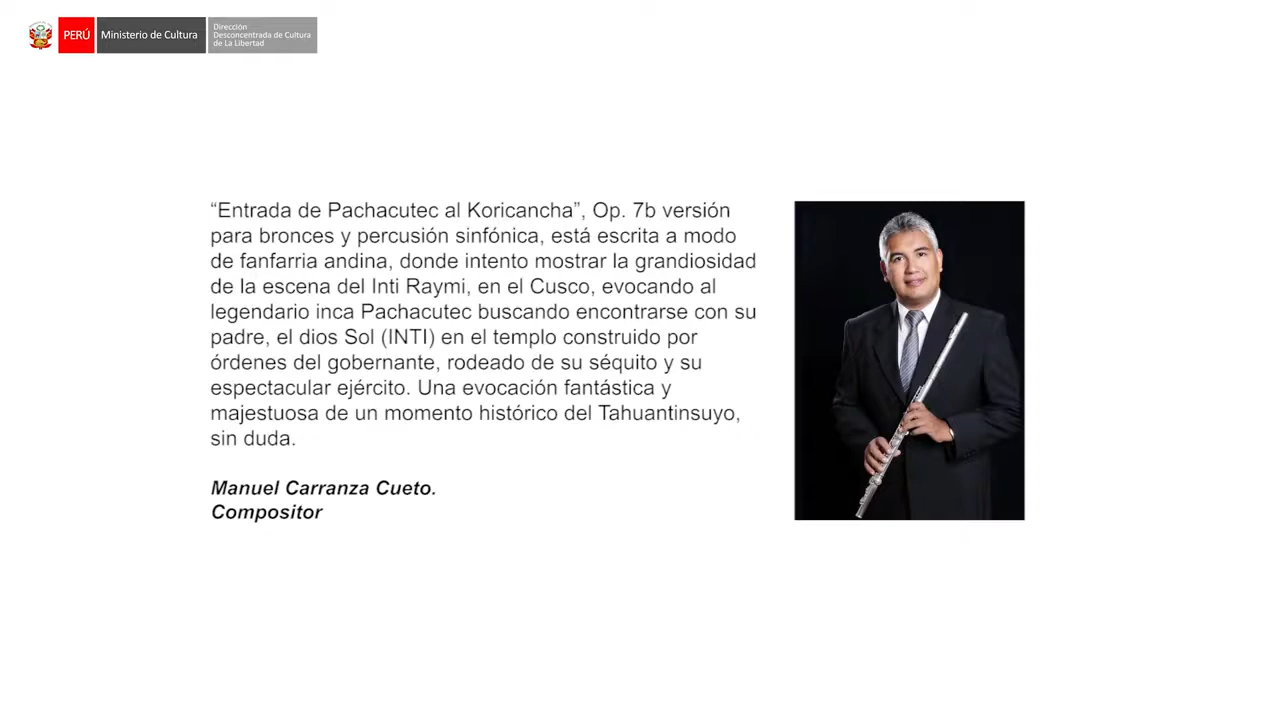 PERÚ
Ministerio de Cultura
Dirección
Desconcentrada de Cultura
de La Libertad
“Entrada de Pachacutec al Koricancha”, Op. 7b versión
para bronces y percusión sinfónica, está escrita a modo
de fanfarria andina, donde intento mostrar la grandiosidad
de la escena del Inti Raymi, en el Cusco, evocando al
legendario inca Pachacutec buscando encontrarse con su
padre, el dios Sol (INTI) en el templo construido por
órdenes del gobernante, rodeado de su séquito y su
espectacular ejército. Una evocación fantástica y
majestuosa de un momento histórico del Tahuantinsuyo,
sin duda.
Manuel Carranza Cueto.
Compositor